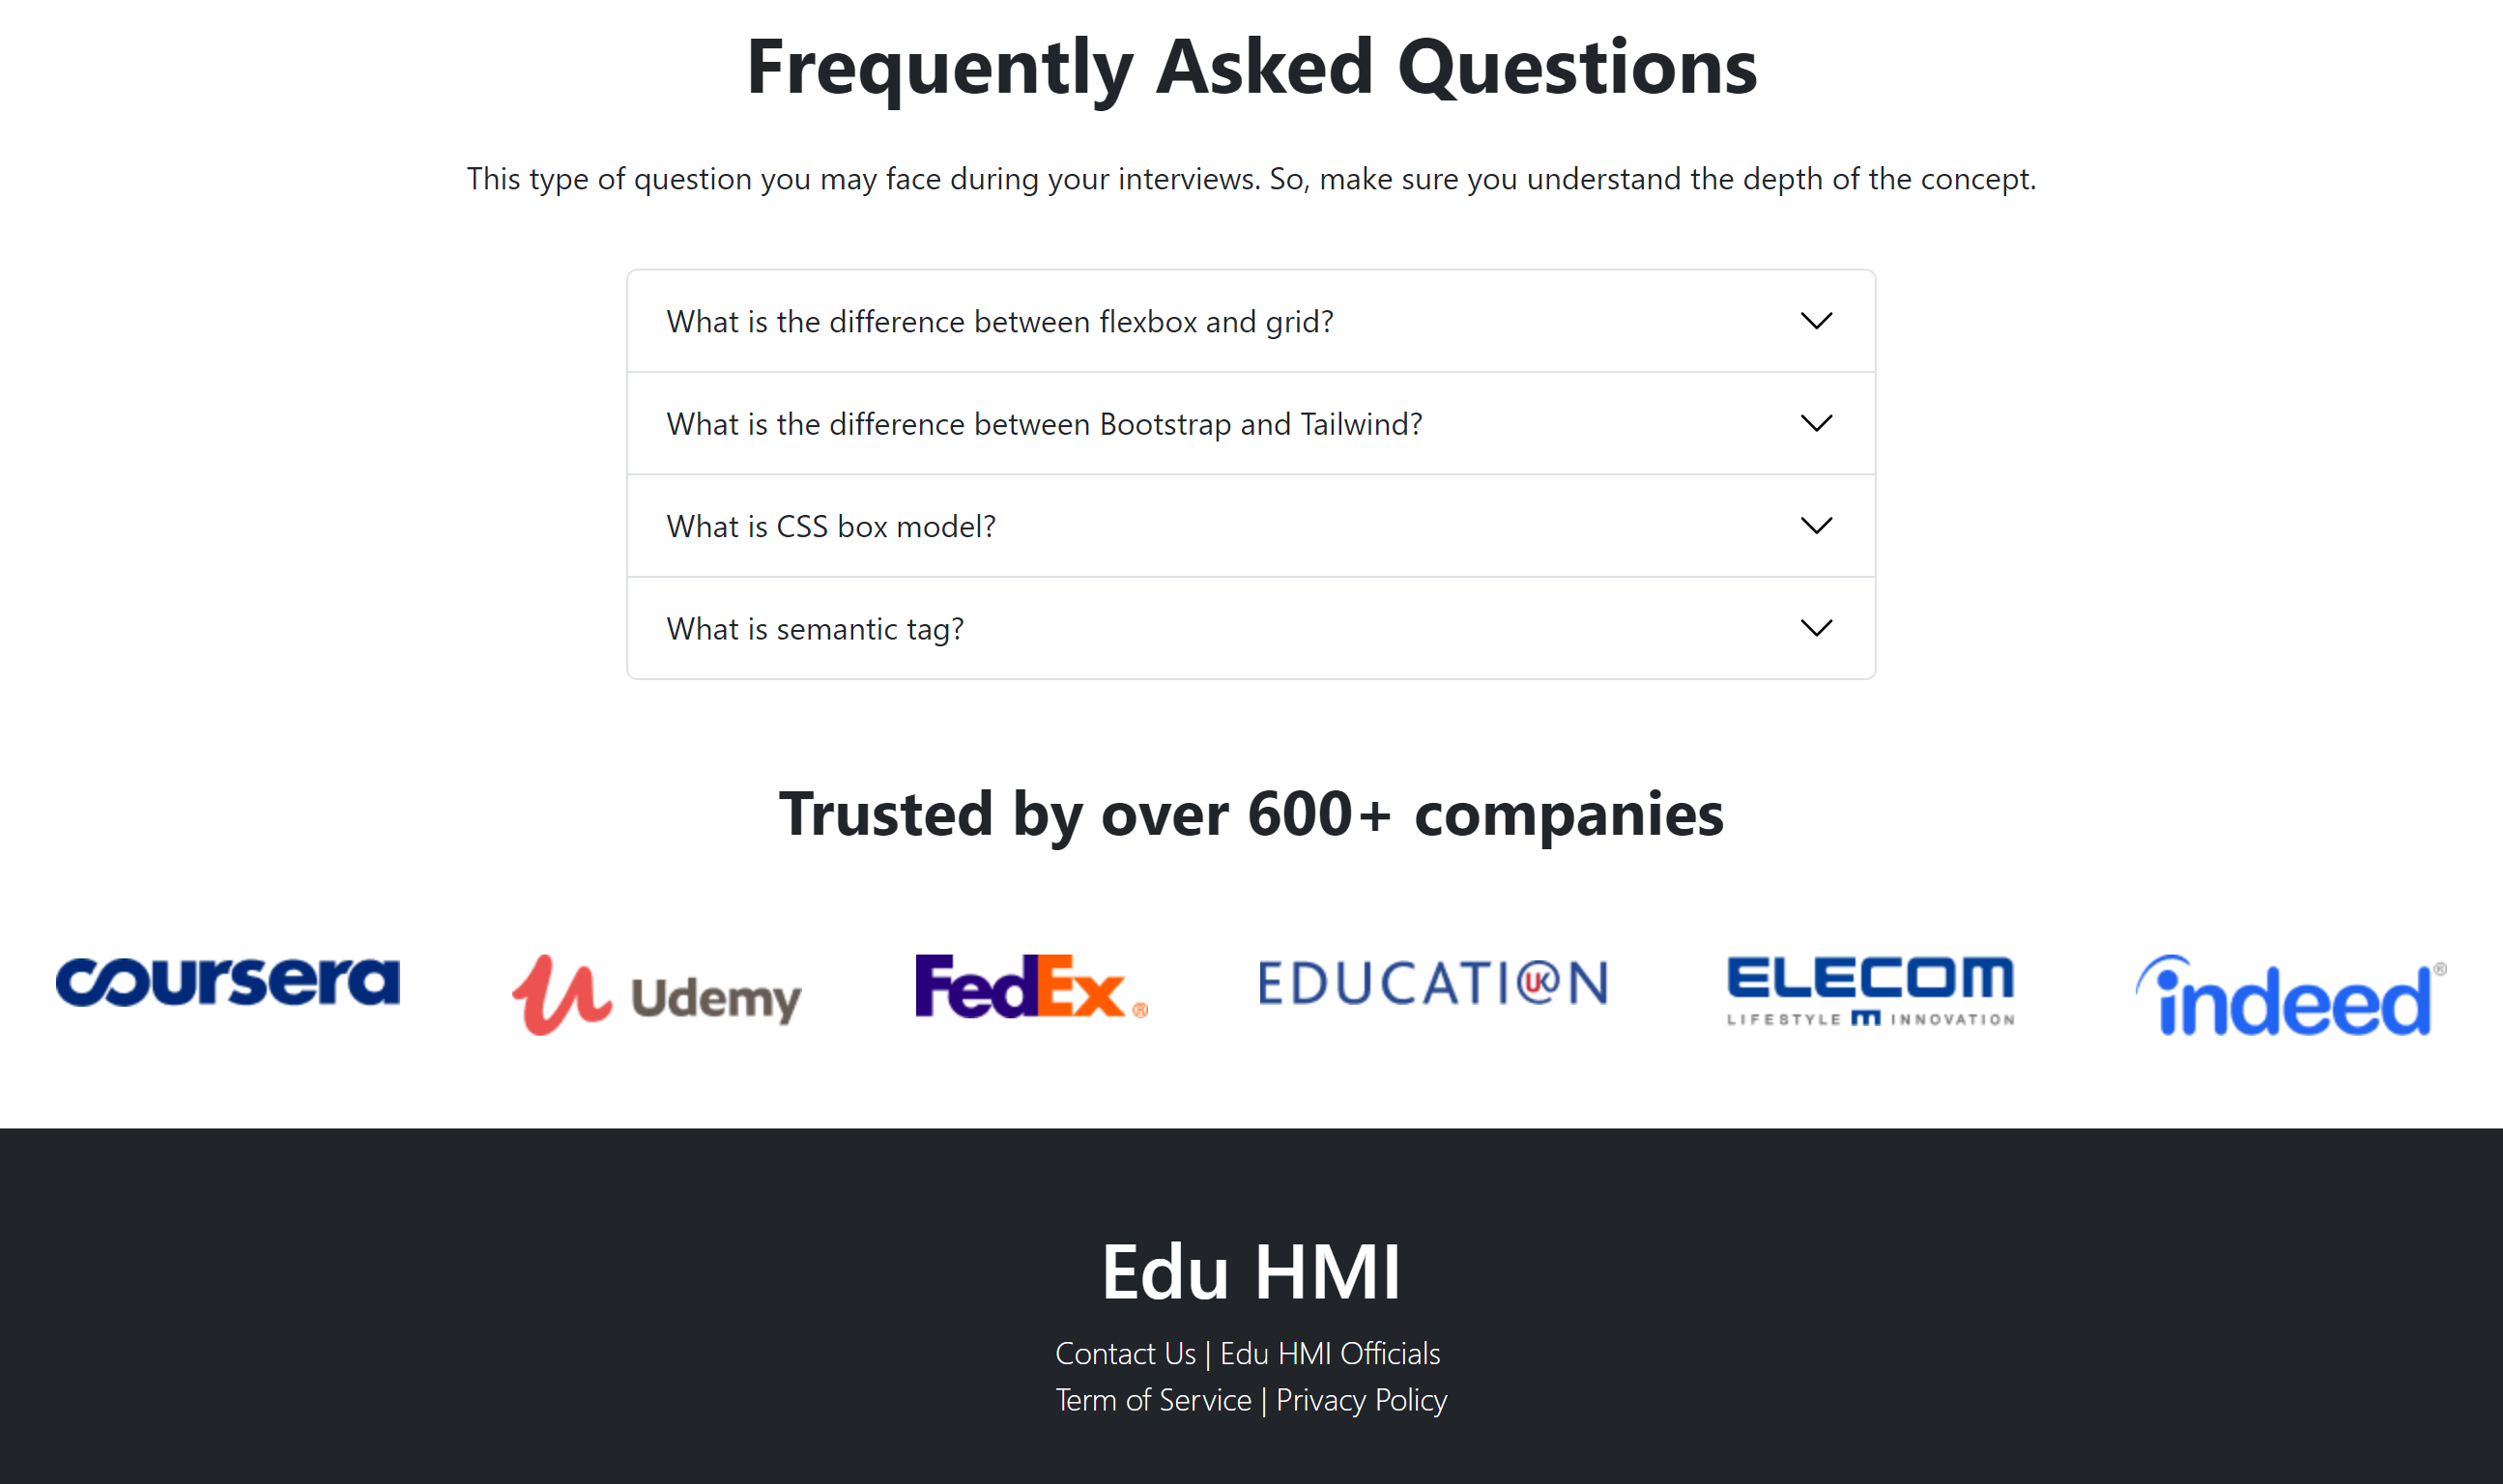 Frequently Asked Questions
This type of question you may face during your interviews. So, make sure you understand the depth of the concept.
What is the difference between flexbox and grid?
What is the difference between Bootstrap and Tailwind?
What is CSS box model?
What is semantic tag?
Trusted by over 600+ companies
coursera Udemy FedEx® EDUCATI@N UK ELECOM indeed®
LIFESTYLE INNOVATION
Edu HMI
Contact Us | Edu HMI Officials
Term of Service | Privacy Policy